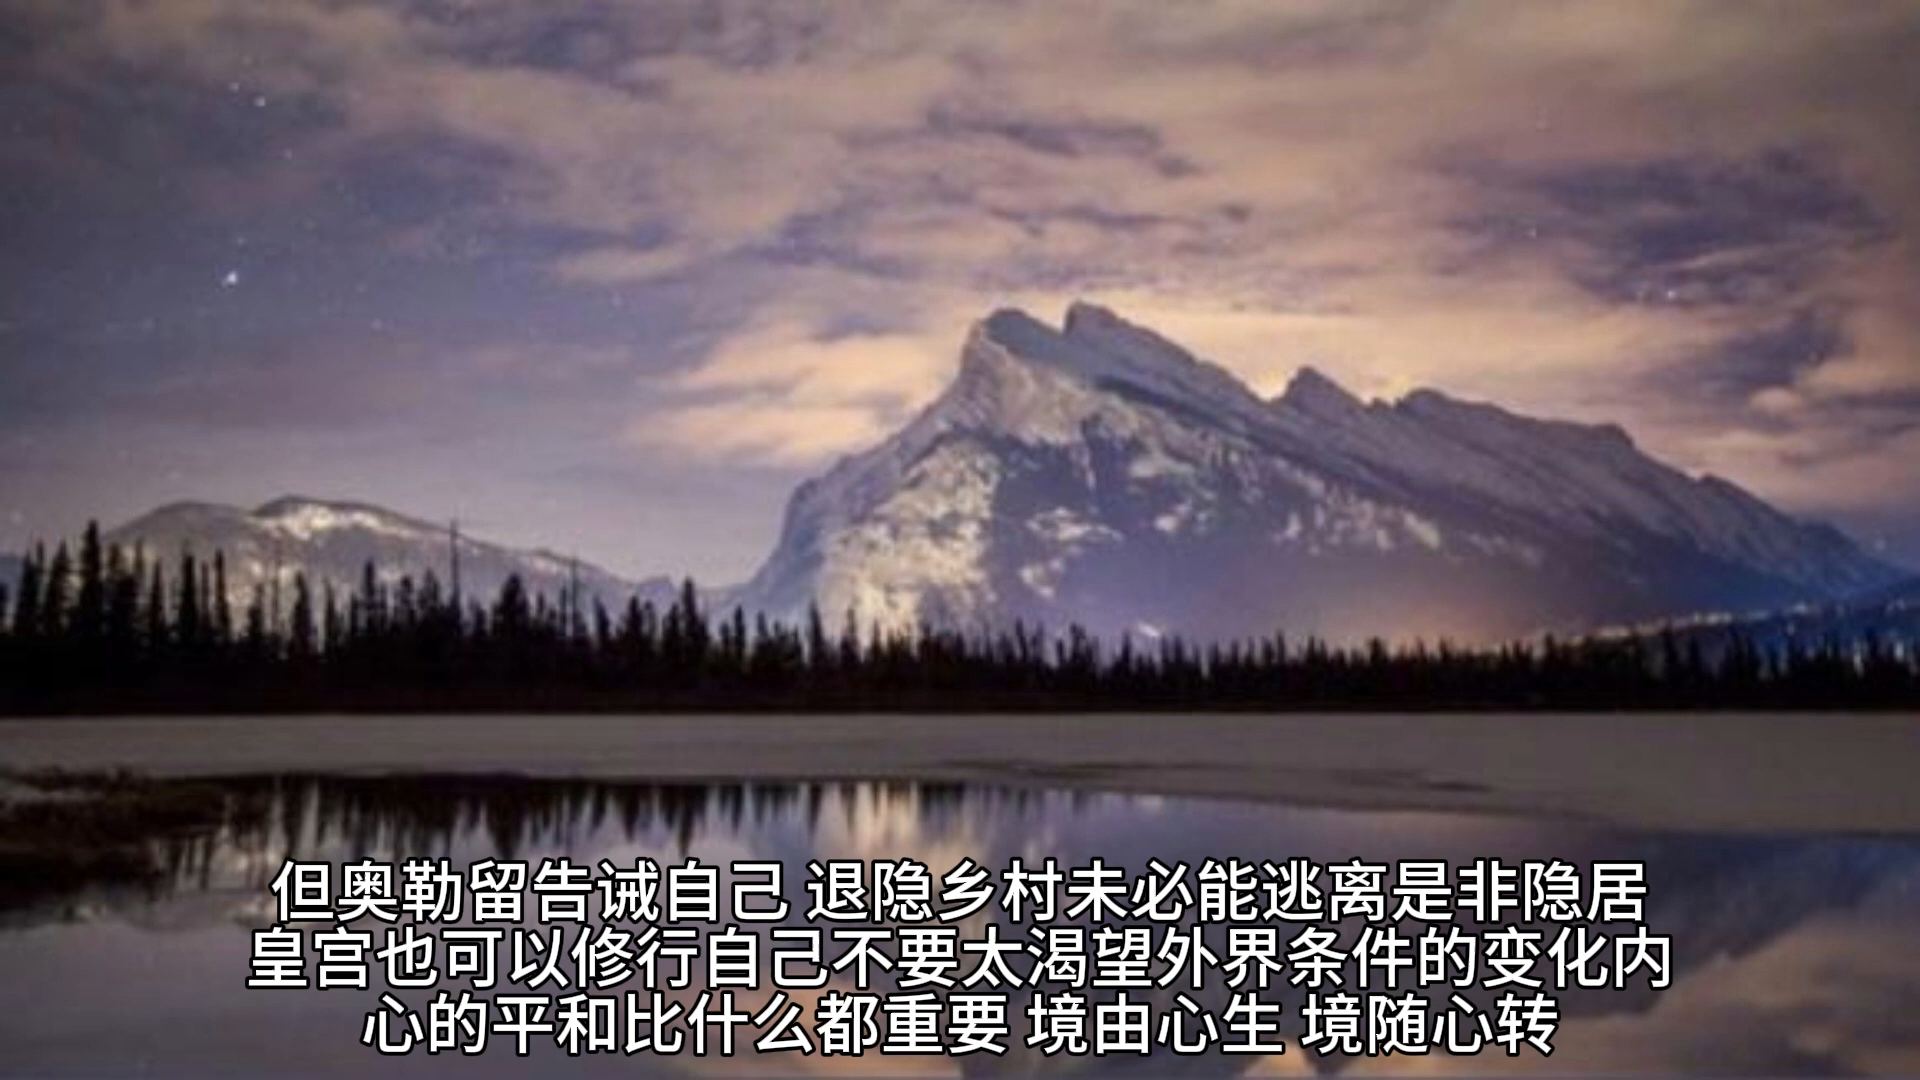 但奥勒留告诫自己 退隐乡村未必能逃离是非隐居
皇宫也可以修行自己不要太渴望外界条件的变化内
心的平和比什么都重要 境由心生 境随心转